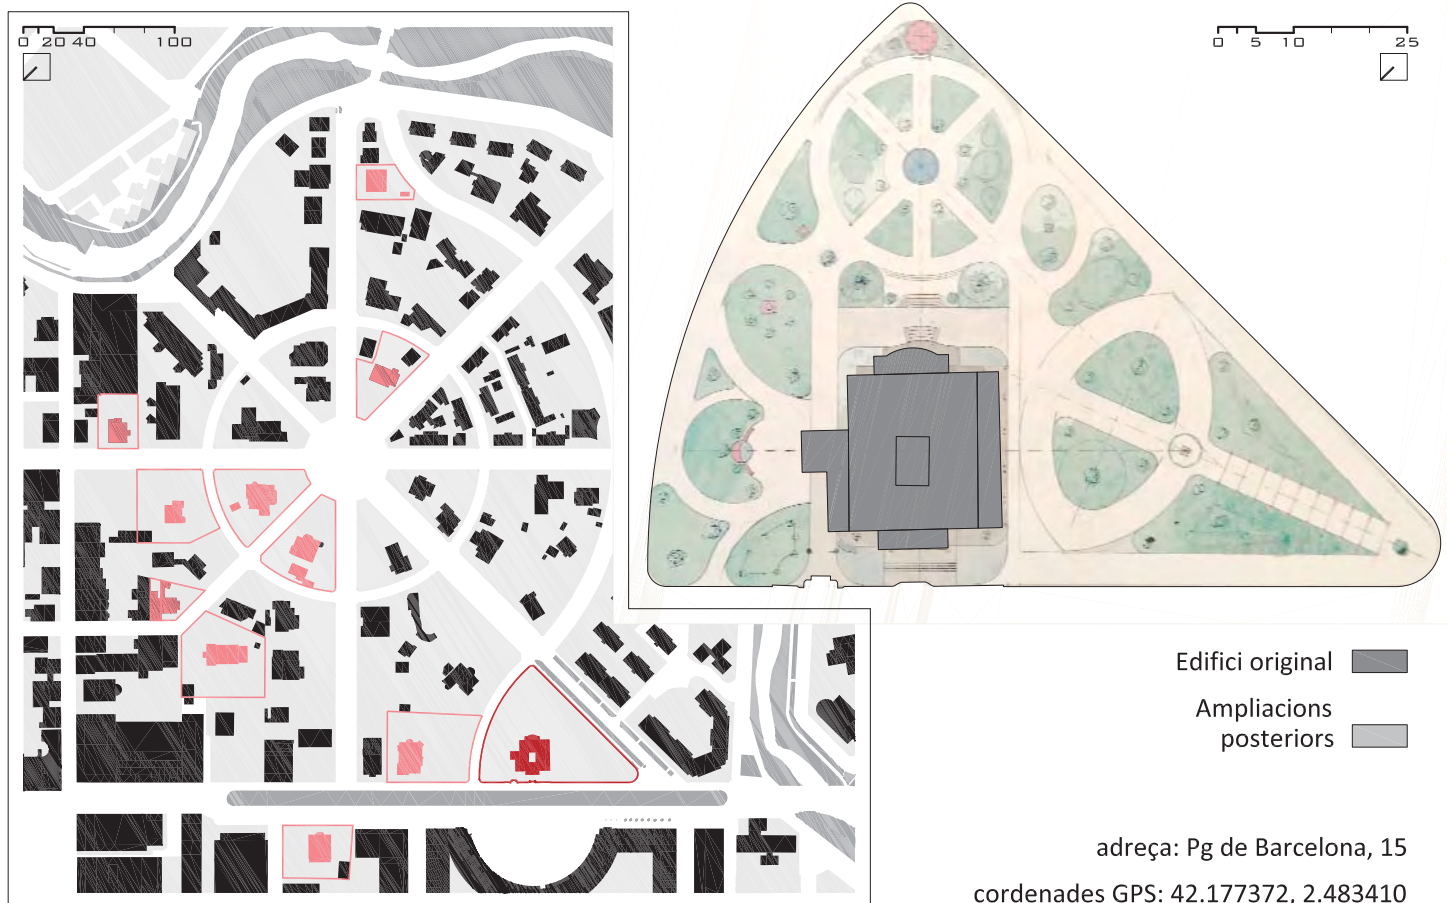 0 20 40 100
0 5 10 25
Edifici original
Ampliacions
posteriors
adreça: Pg de Barcelona, 15
cordenades GPS: 42.177372, 2.483410